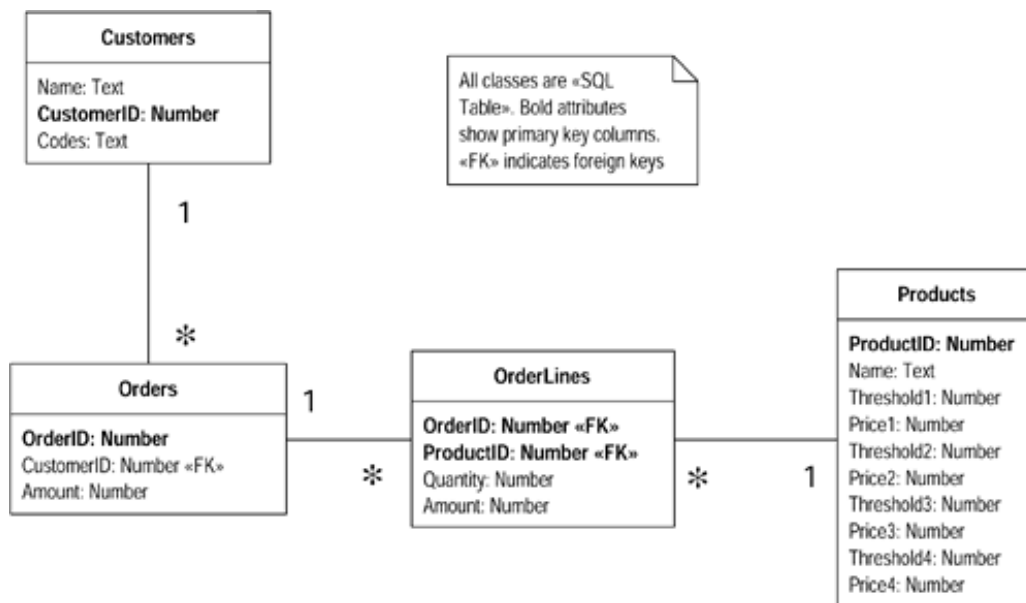 Customers
Name: Text
CustomerID: Number
Codes: Text
All classes are «SQL
Table». Bold attributes
show primary key columns.
«FK» indicates foreign keys
1
*
Orders
OrderID: Number
CustomerID: Number «FK»
Amount: Number
1
*
OrderLines
OrderID: Number «FK»
ProductID: Number «FK»
Quantity: Number
Amount: Number
*
1
Products
ProductID: Number
Name: Text
Threshold1: Number
Price1: Number
Threshold2: Number
Price2: Number
Threshold3: Number
Price3: Number
Threshold4: Number
Price4: Number